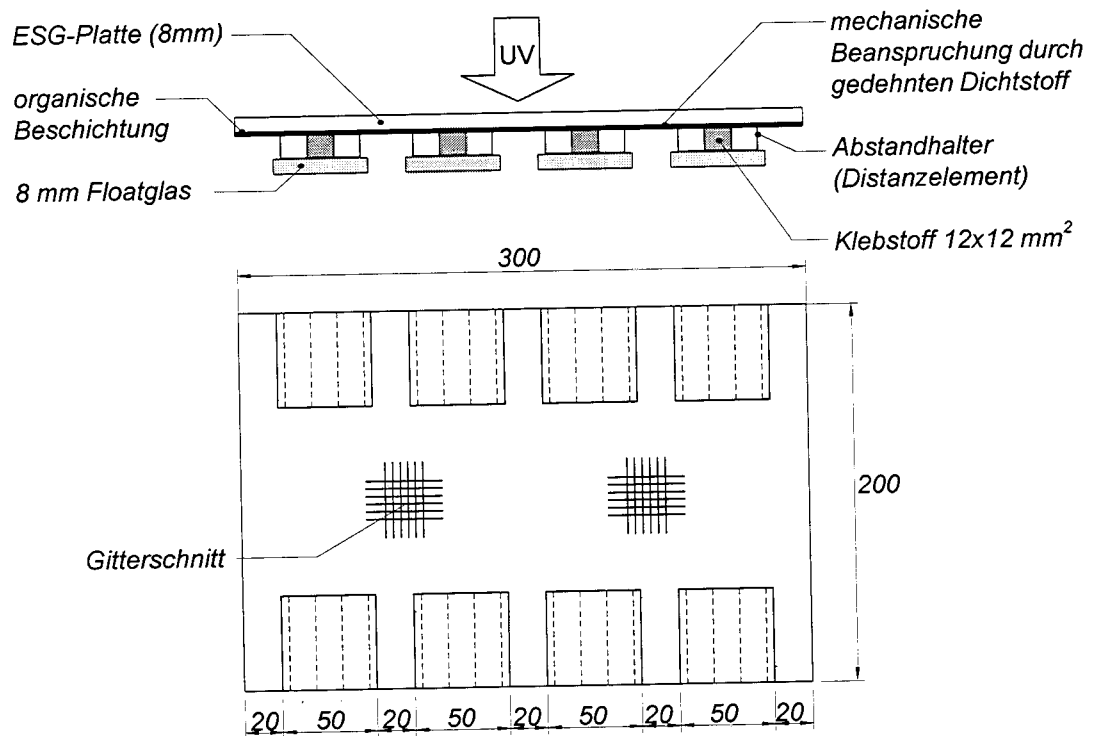 ESG-Platte (8mm)
organische
Beschichtung
8 mm Floatglas
UV
mechanische
Beanspruchung durch
gedehnten Dichtstoff
Abstandhalter
(Distanzelement)
Klebstoff 12x12 mm²
300
200
Gitterschnitt
20 50 20 50 20 50 20 50 20